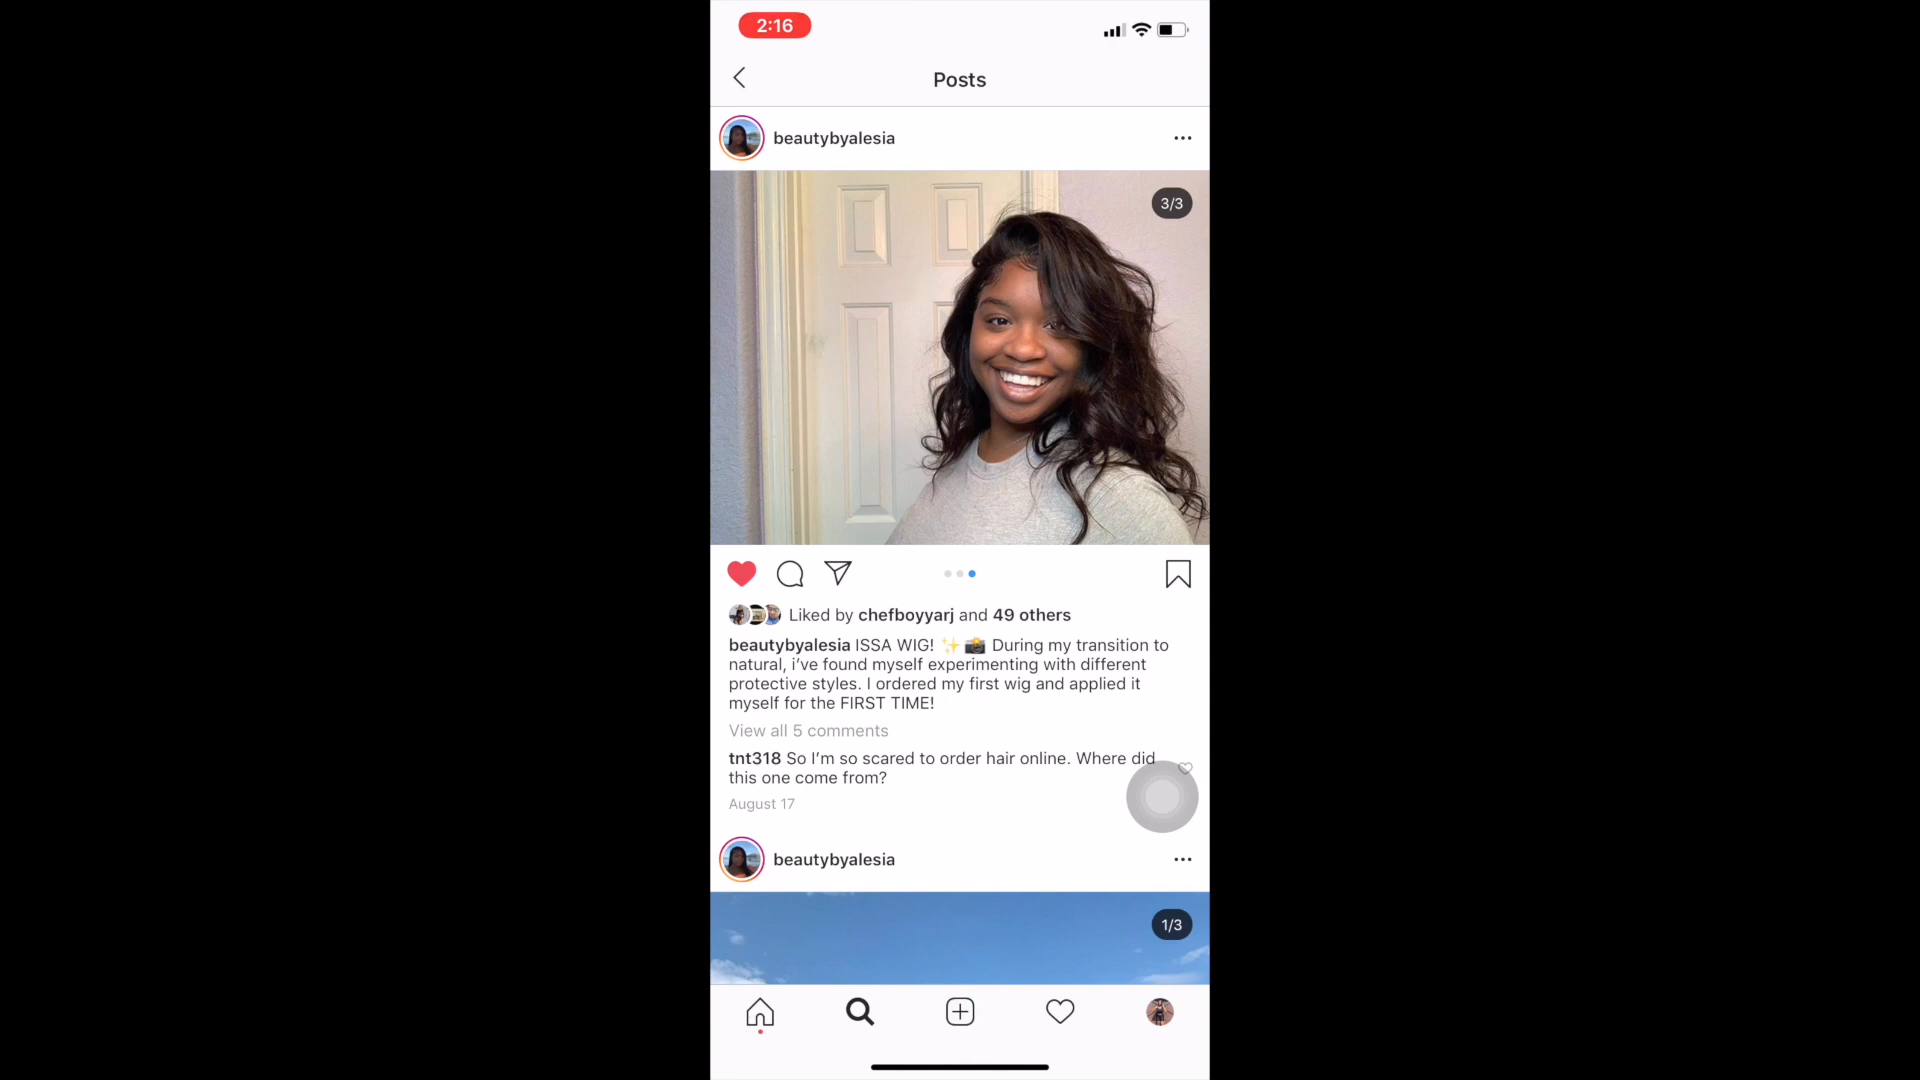 2:16
Posts
beautybyalesia
3/3
Liked by chefboyyarj and 49 others
beautybyalesia ISSA WIG! ✨📸 During my transition to
natural, i’ve found myself experimenting with different
protective styles. I ordered my first wig and applied it
myself for the FIRST TIME!
View all 5 comments
tnt318 So I’m so scared to order hair online. Where did
this one come from?
August 17
beautybyalesia
1/3